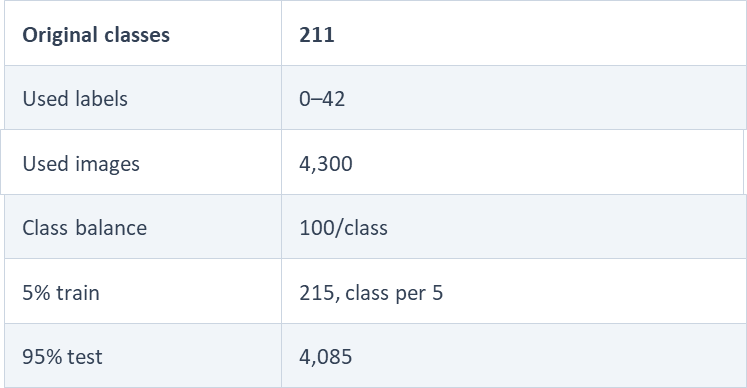 Original classes 211
Used labels 0–42
Used images 4,300
Class balance 100/class
5% train 215, class per 5
95% test 4,085